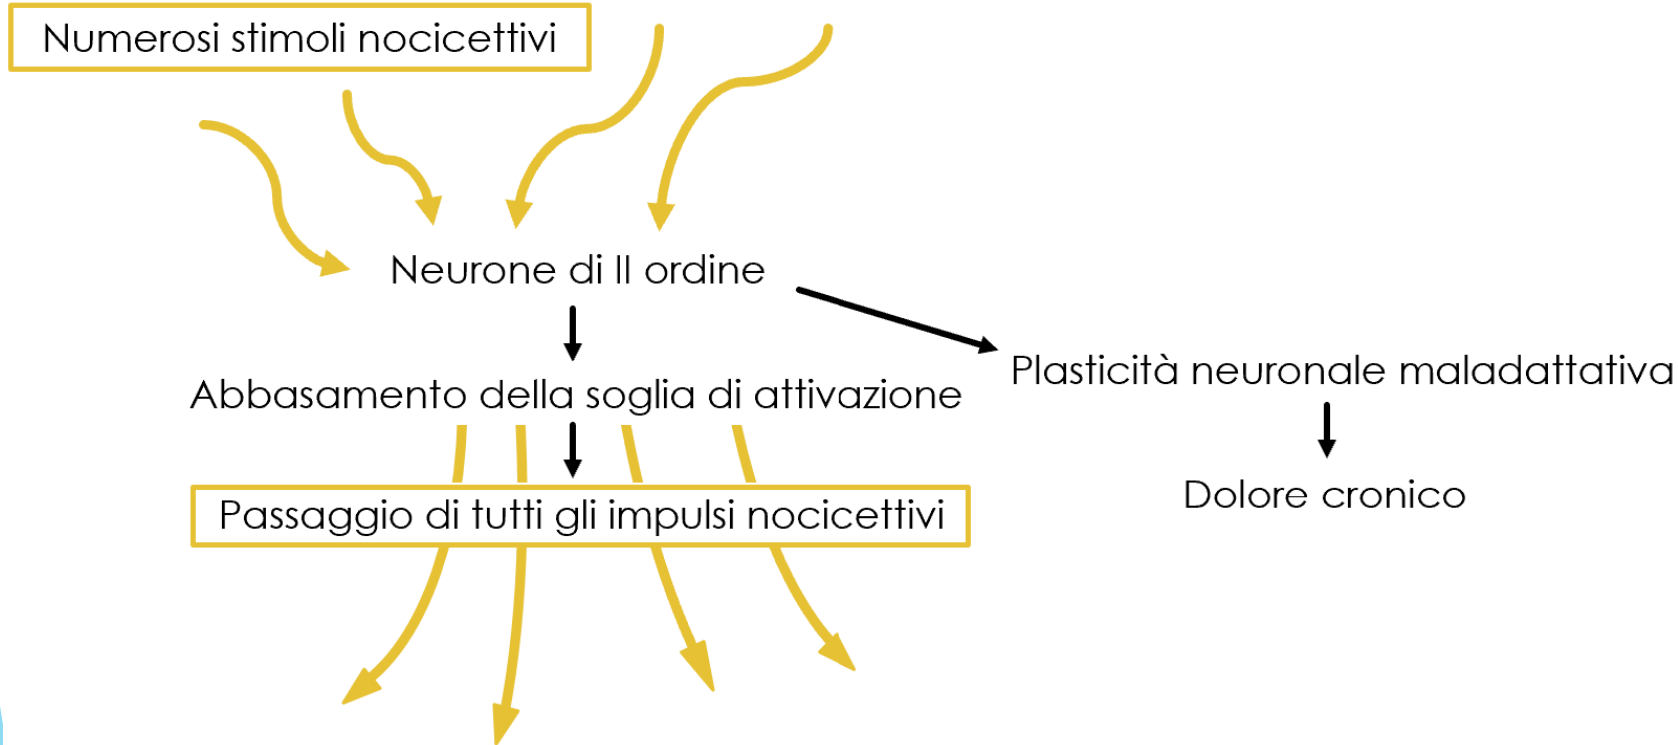 Numerosi stimoli nocicettivi
Neurone di II ordine
Abbasamento della soglia di attivazione
Passaggio di tutti gli impulsi nocicettivi
Plasticità neuronale maladattativa
Dolore cronico